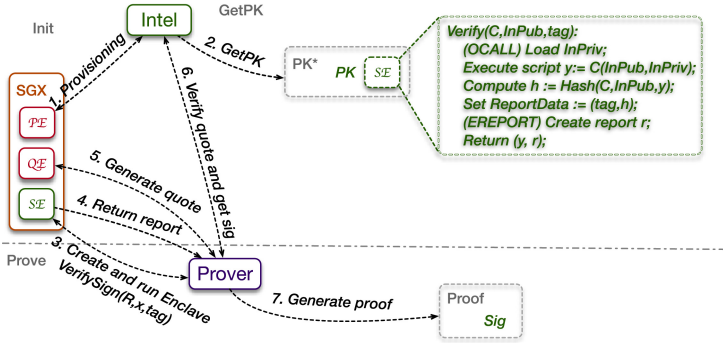 Init
Intel
GetPK
1. Provisioning
2. GetPK
PK*
PK
SE
Verify(C,InPub,tag):
(OCALL) Load InPriv;
Execute script y:= C(InPub,InPriv);
Compute h := Hash(C,InPub,y);
Set ReportData := (tag,h);
(EREPORT) Create report r;
Return (y, r);
SGX
PE
QE
SE
6. Verify quote and get sig
5. Generate quote
4. Return report
3. Create and run Enclave
VerifySign(R,x,tag)
Prove
Prover
7. Generate proof
Proof
Sig